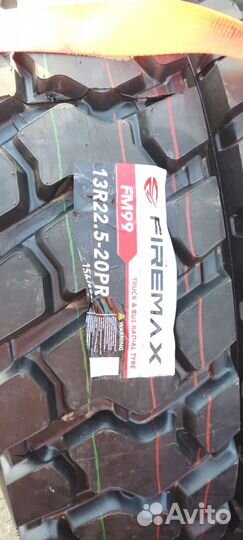 FIREMAX
TRUCK & BUS RADIAL TYRE
FM99
13R22.5-20PR
WARNING
Avito